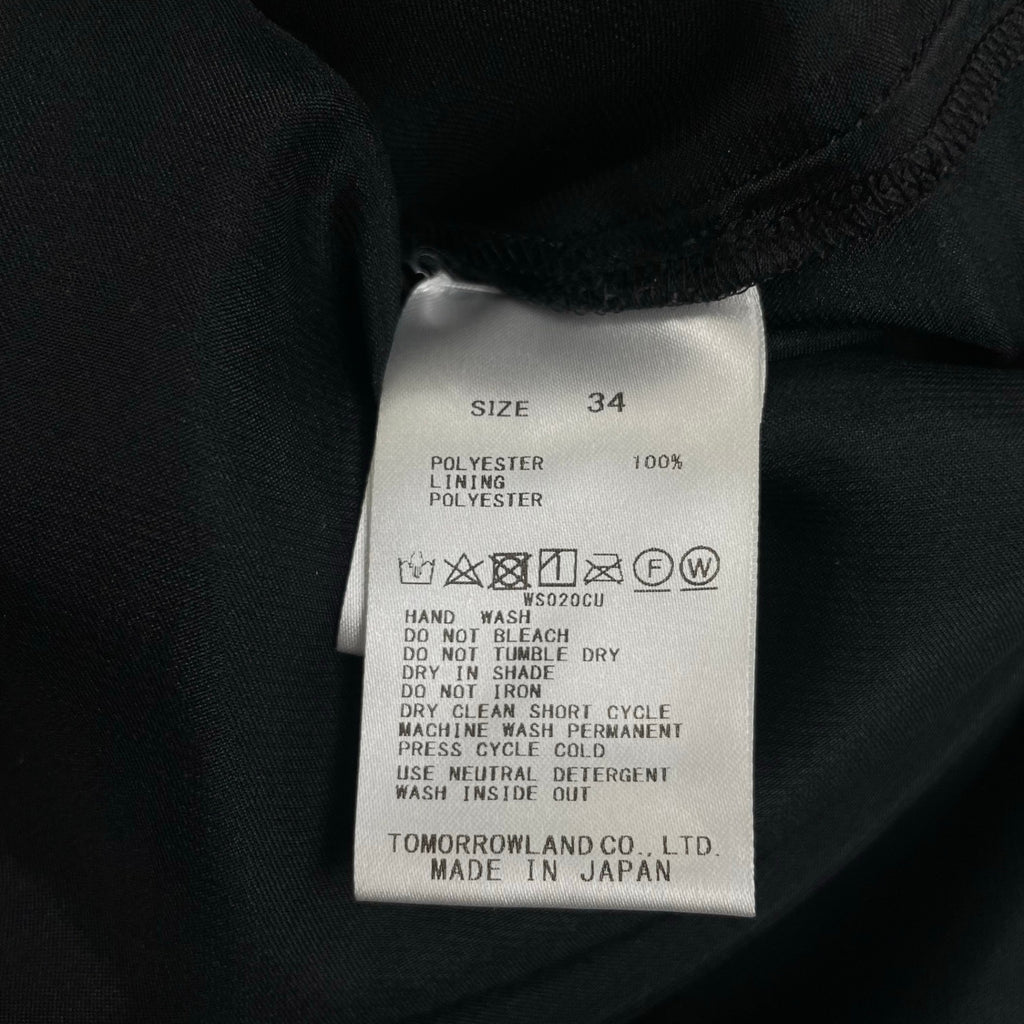 SIZE 34
POLYESTER 100%
LINING
POLYESTER
F W
WS020CU
HAND WASH
DO NOT BLEACH
DO NOT TUMBLE DRY
DRY IN SHADE
DO NOT IRON
DRY CLEAN SHORT CYCLE
MACHINE WASH PERMANENT
PRESS CYCLE COLD
USE NEUTRAL DETERGENT
WASH INSIDE OUT
TOMORROWLAND CO., LTD.
MADE IN JAPAN